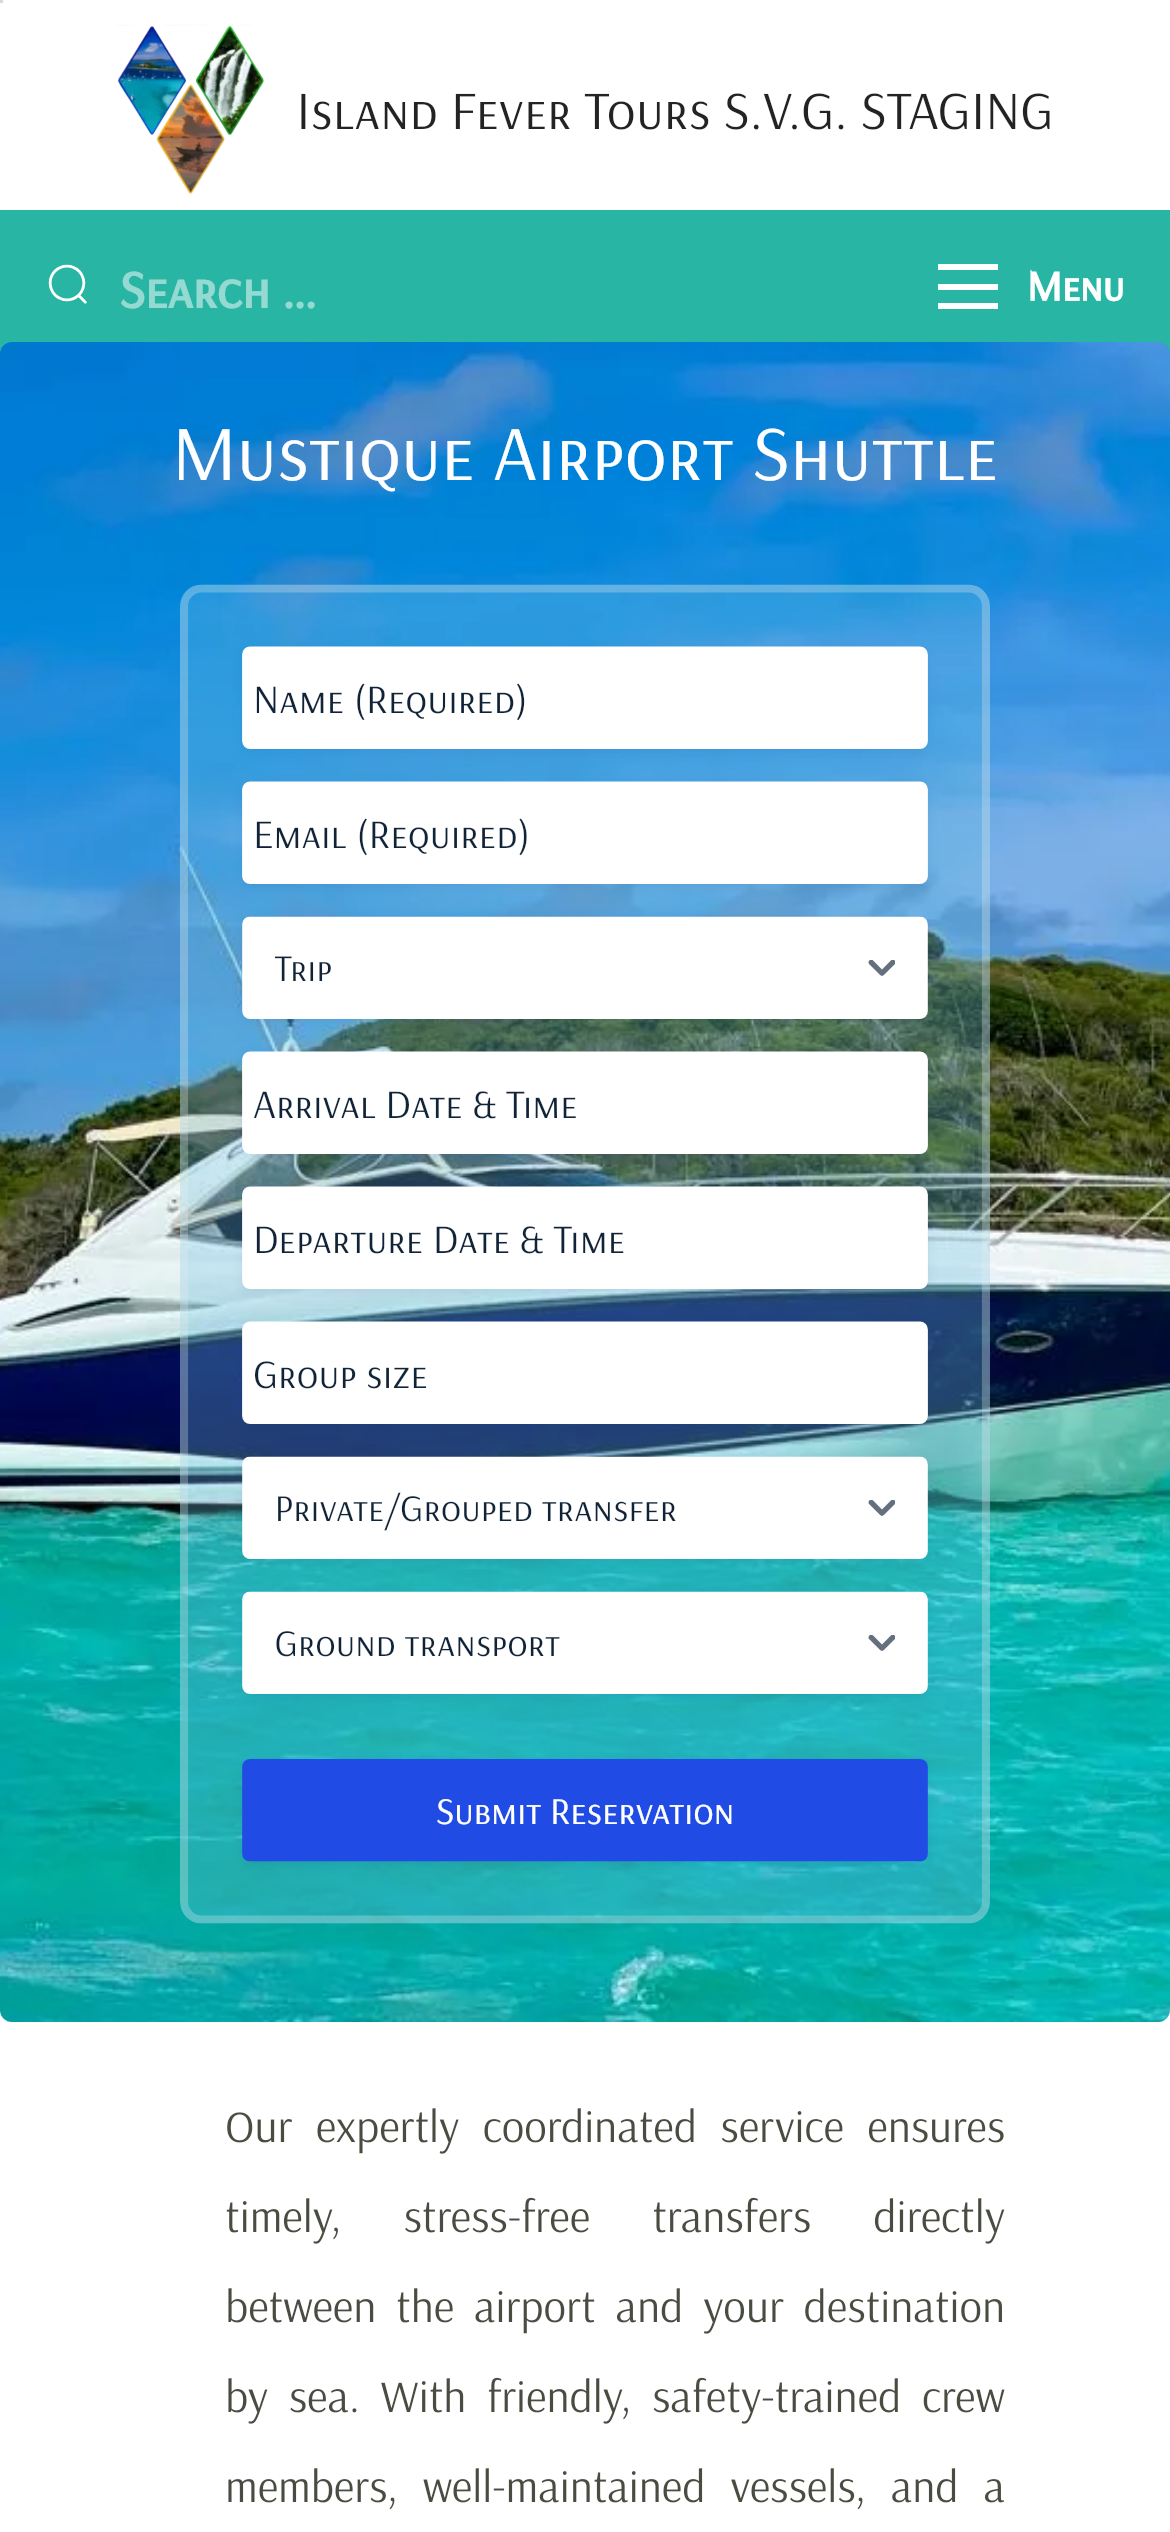 Island Fever Tours S.V.G. STAGING
Search ...
Menu
Mustique Airport Shuttle
Name (Required)
Email (Required)
Trip
Arrival Date & Time
Departure Date & Time
Group size
Private/Grouped transfer
Ground transport
Submit Reservation
Our expertly coordinated service ensures
timely, stress-free transfers directly
between the airport and your destination
by sea. With friendly, safety-trained crew
members, well-maintained vessels, and a